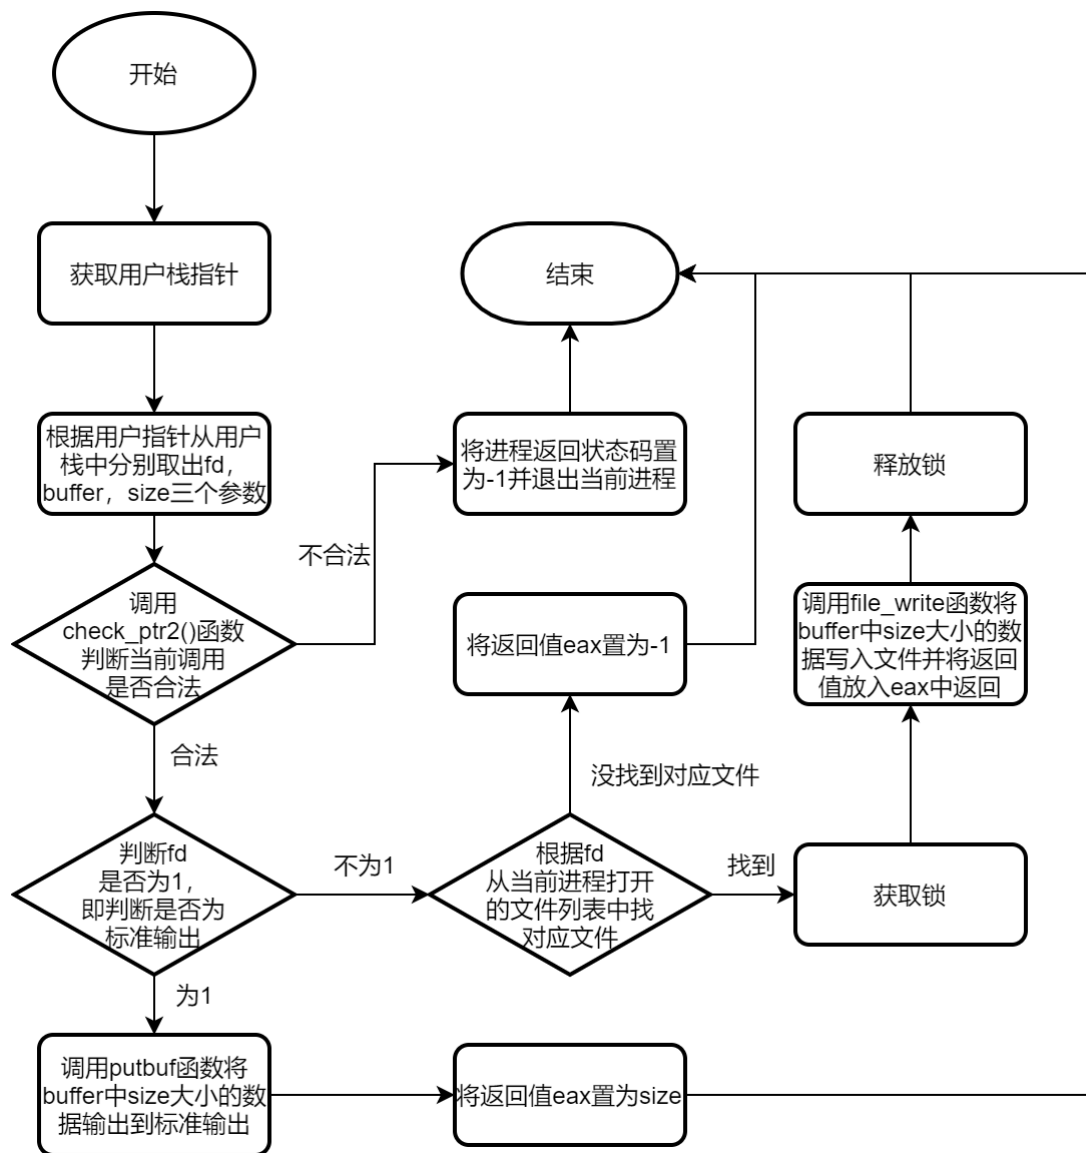 开始
获取用户栈指针
结束
根据用户指针从用户
栈中分别取出fd，
buffer，size三个参数
将进程返回状态码置
为-1并退出当前进程
释放锁
不合法
调用
check_ptr2()函数
判断当前调用
是否合法
将返回值eax置为-1
调用file_write函数将
buffer中size大小的数
据写入文件并将返回
值放入eax中返回
合法
没找到对应文件
判断fd
是否为1，
即判断是否为
标准输出
不为1
根据fd
从当前进程打开
的文件列表中找
对应文件
找到
获取锁
为1
调用putbuf函数将
buffer中size大小的数
据输出到标准输出
将返回值eax置为size